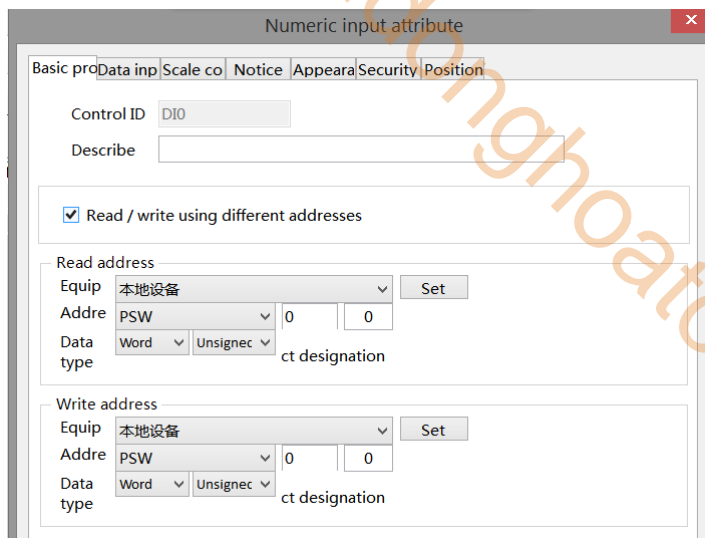 Numeric input attribute
Basic pro Data inp Scale co Notice Appeara Security Position
Control ID DI0
Describe
Read / write using different addresses
Read address
Equip 本地设备 Set
Addre PSW 0 0
Data type Word Unsignec ct designation
Write address
Equip 本地设备 Set
Addre PSW 0 0
Data type Word Unsignec ct designation